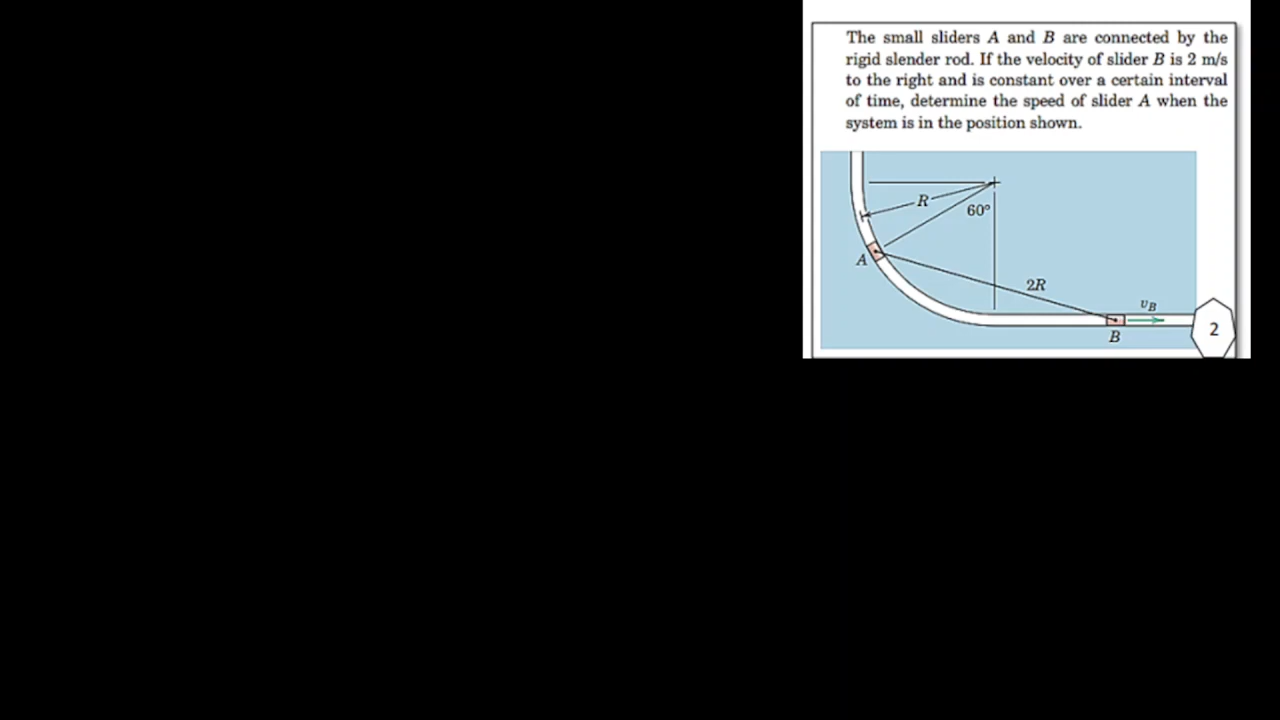 The small sliders A and B are connected by the
rigid slender rod. If the velocity of slider B is 2 m/s
to the right and is constant over a certain interval
of time, determine the speed of slider A when the
system is in the position shown.
R
60°
A
2R
vB
B
2